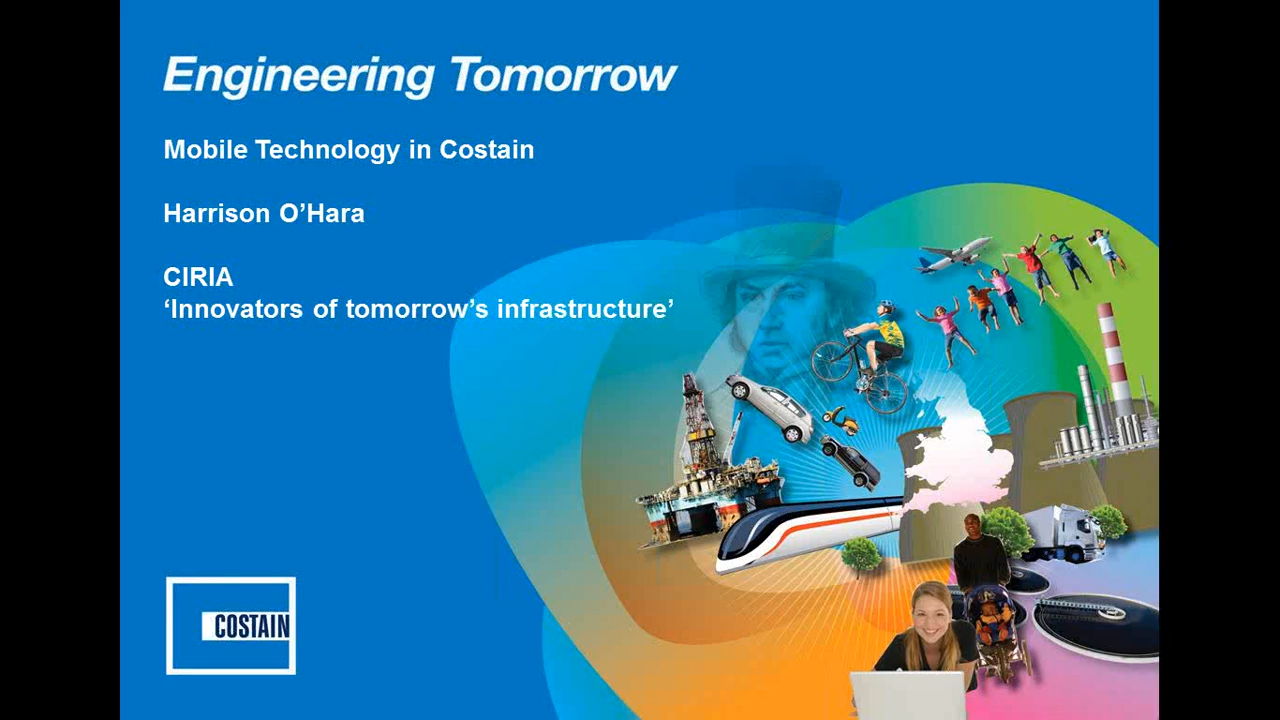 Engineering Tomorrow
Mobile Technology in Costain
Harrison O’Hara
CIRIA
‘Innovators of tomorrow’s infrastructure’
COSTAIN